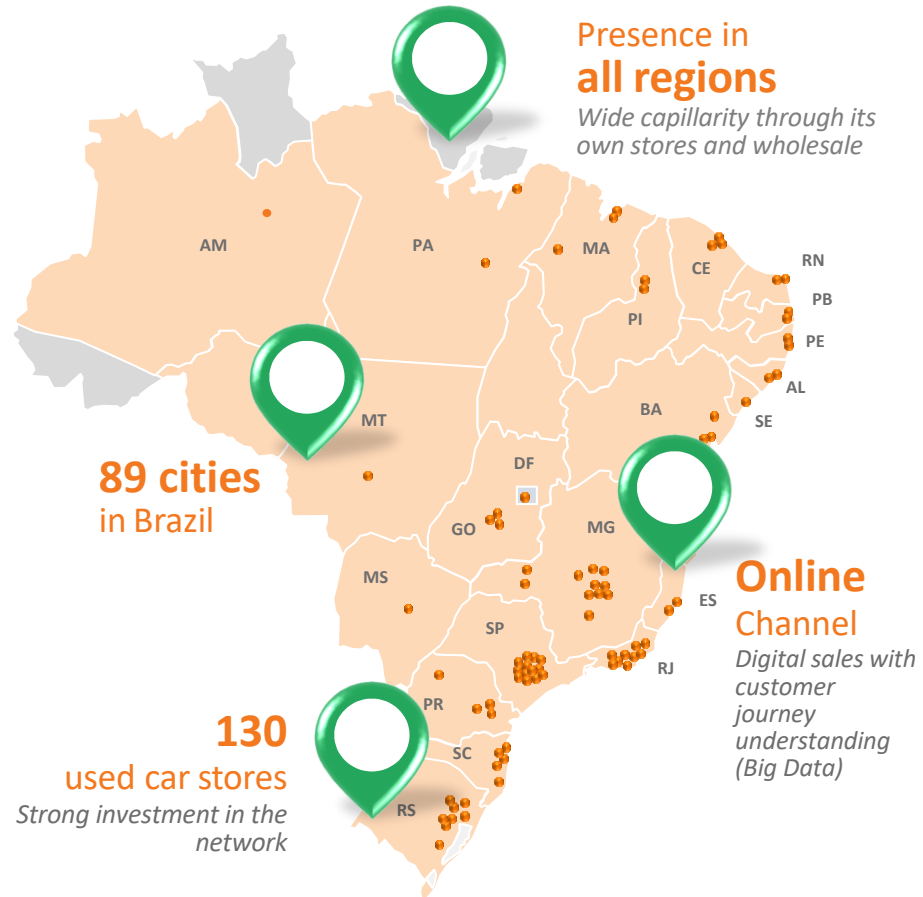 Presence in
all regions
Wide capillarity through its
own stores and wholesale
AM
PA
MA
CE
RN
PB
PI
PE
AL
BA
SE
MT
89 cities
in Brazil
DF
GO
MG
MS
ES
Online
Channel
Digital sales with
customer
journey
understanding
(Big Data)
SP
RJ
PR
130
used car stores
Strong investment in the
network
SC
RS